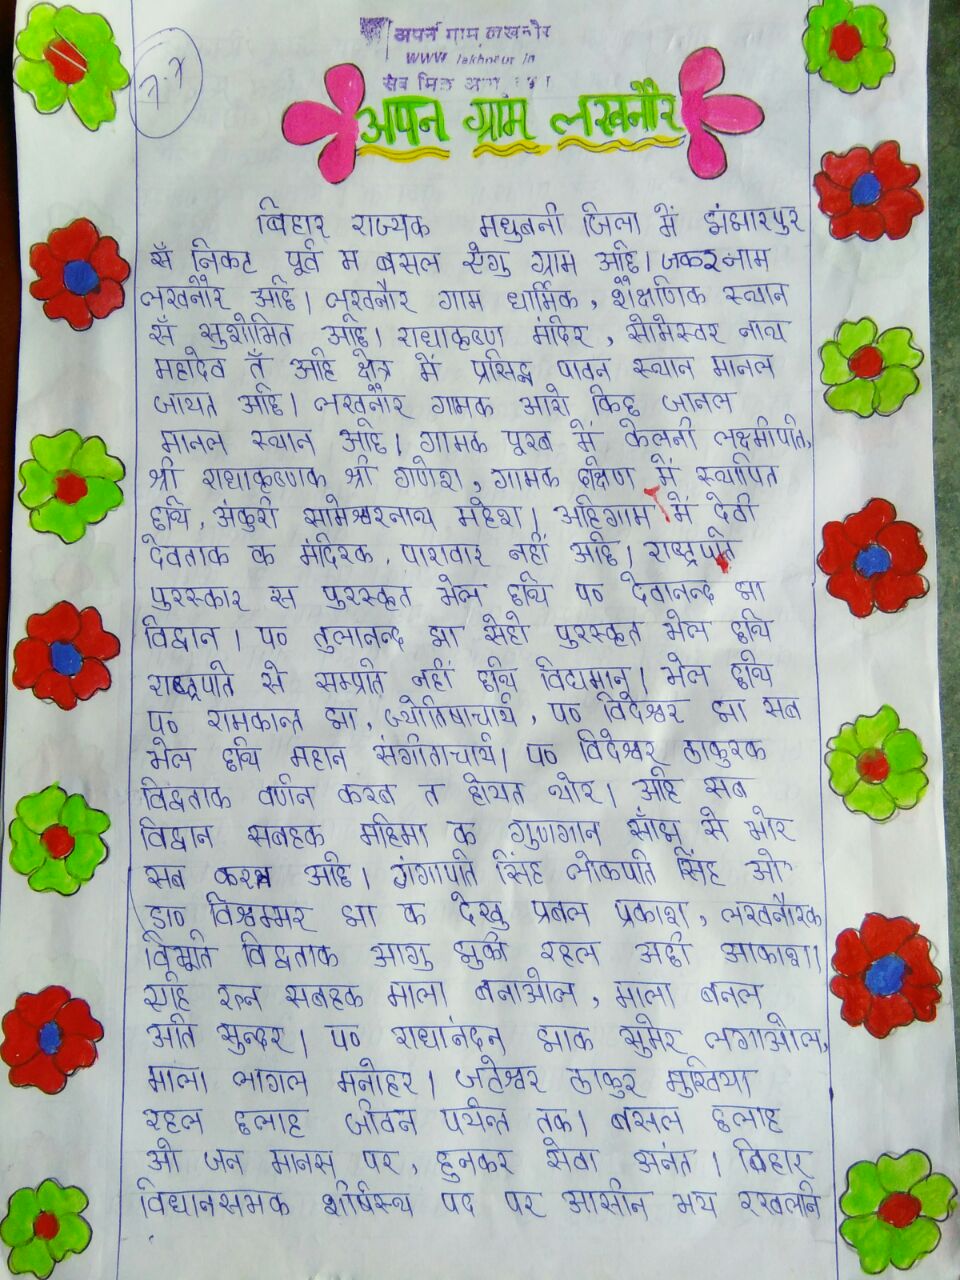 अपन गाम लखनौर
www.lakhnaur.in
अपन ग्राम लखनौर
बिहार राज्यक मधुबनी जिला में झंझारपुर
सँ निकट पूर्व म बसल एगु ग्राम अछि। जकर नाम
लखनौर अछि। लखनौर गाम धार्मिक, शैक्षणिक स्थान
सँ सुशोभित अछि। राधाकृष्ण मंदिर, सोमेस्वर नाथ
महादेव तँ अहि क्षेत्र में प्रसिद्ध पावन स्थान मानल
जायत अछि। लखनौर गामक आरो किछ जानल
मानल स्थान अछि। गामक पूरब में केलनी लक्ष्मीपति,
श्री राधाकृष्णक श्री गणेश, गामक दक्षिण में स्थापित
छथि, अंकुरी सोमेश्वरनाथ महेश। अहिगाम में देवी
देवताक क मंदिरक, पारावार नहीं अछि। राष्ट्रपति
पुरस्कार स पुरस्कृत भेल छथि प० देवानन्द झा
विद्वान। प० तुलानन्द झा सेहो पुरस्कृत भेल छथि
राष्ट्रपति से सम्प्रति नहीं छथि विद्यमान। भेल छथि
प० रामकान्त झा, ज्योतिषाचार्य, प० विदेश्वर झा सब
भेल छथि महान संगीताचार्य। प० विदेश्वर ठाकुरक
विद्वताक वर्णन करब त होयत थोर। अहि सब
विद्वान सबहक महिमा क गुणगान साँझ से भोर
सब करब अछि। गंगापति सिंह लोकपति सिंह ओ
डा० विश्वम्भर झा क देखु प्रबल प्रकाश, लखनौरक
विभूति विद्वताक आगु झुकी रहल अछी आकाश।
एहि रत्न सबहक माला बनाओल, माला बनल
अति सुन्दर। प० राधानंदन झाक सुमेर लगाओल,
माला लागल मनोहर। जटेश्वर ठाकुर मुखिया
रहल छलाह जीवन पर्यन्त तक। बसल छलाह
ओ जन मानस पर, हुनकर सेवा अनंत। बिहार
विधानसभक शीर्षस्थ पद पर आसीन भय रखलनि